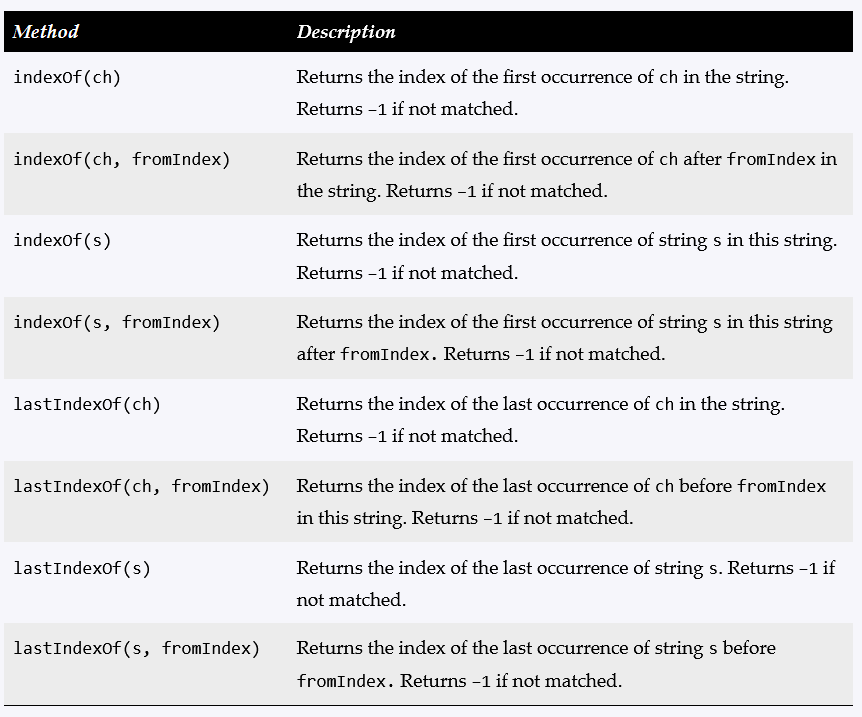 Method Description
indexOf(ch) Returns the index of the first occurrence of ch in the string.
Returns –1 if not matched.
indexOf(ch, fromIndex) Returns the index of the first occurrence of ch after fromIndex in
the string. Returns –1 if not matched.
indexOf(s) Returns the index of the first occurrence of string s in this string.
Returns –1 if not matched.
indexOf(s, fromIndex) Returns the index of the first occurrence of string s in this string
after fromIndex. Returns –1 if not matched.
lastIndexOf(ch) Returns the index of the last occurrence of ch in the string.
Returns –1 if not matched.
lastIndexOf(ch, fromIndex) Returns the index of the last occurrence of ch before fromIndex
in this string. Returns –1 if not matched.
lastIndexOf(s) Returns the index of the last occurrence of string s. Returns –1 if
not matched.
lastIndexOf(s, fromIndex) Returns the index of the last occurrence of string s before
fromIndex. Returns –1 if not matched.